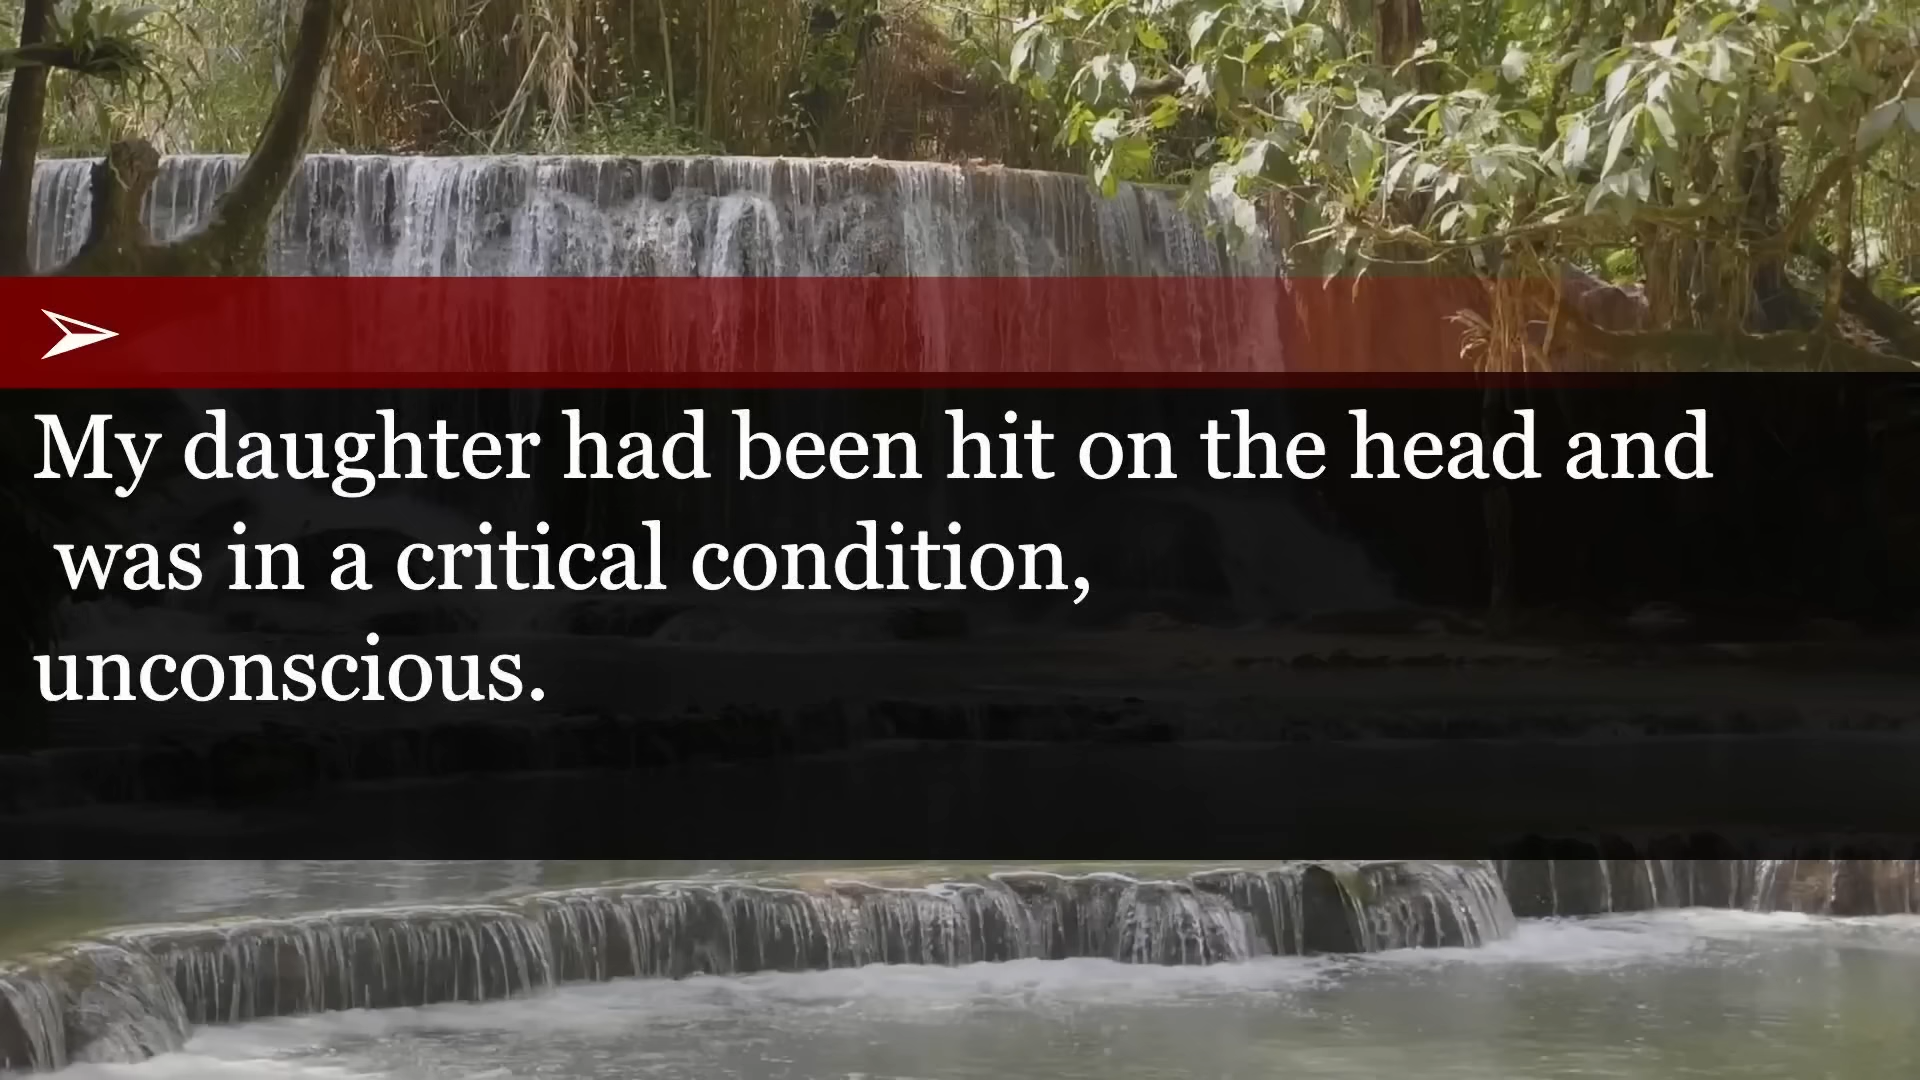 My daughter had been hit on the head and
was in a critical condition,
unconscious.